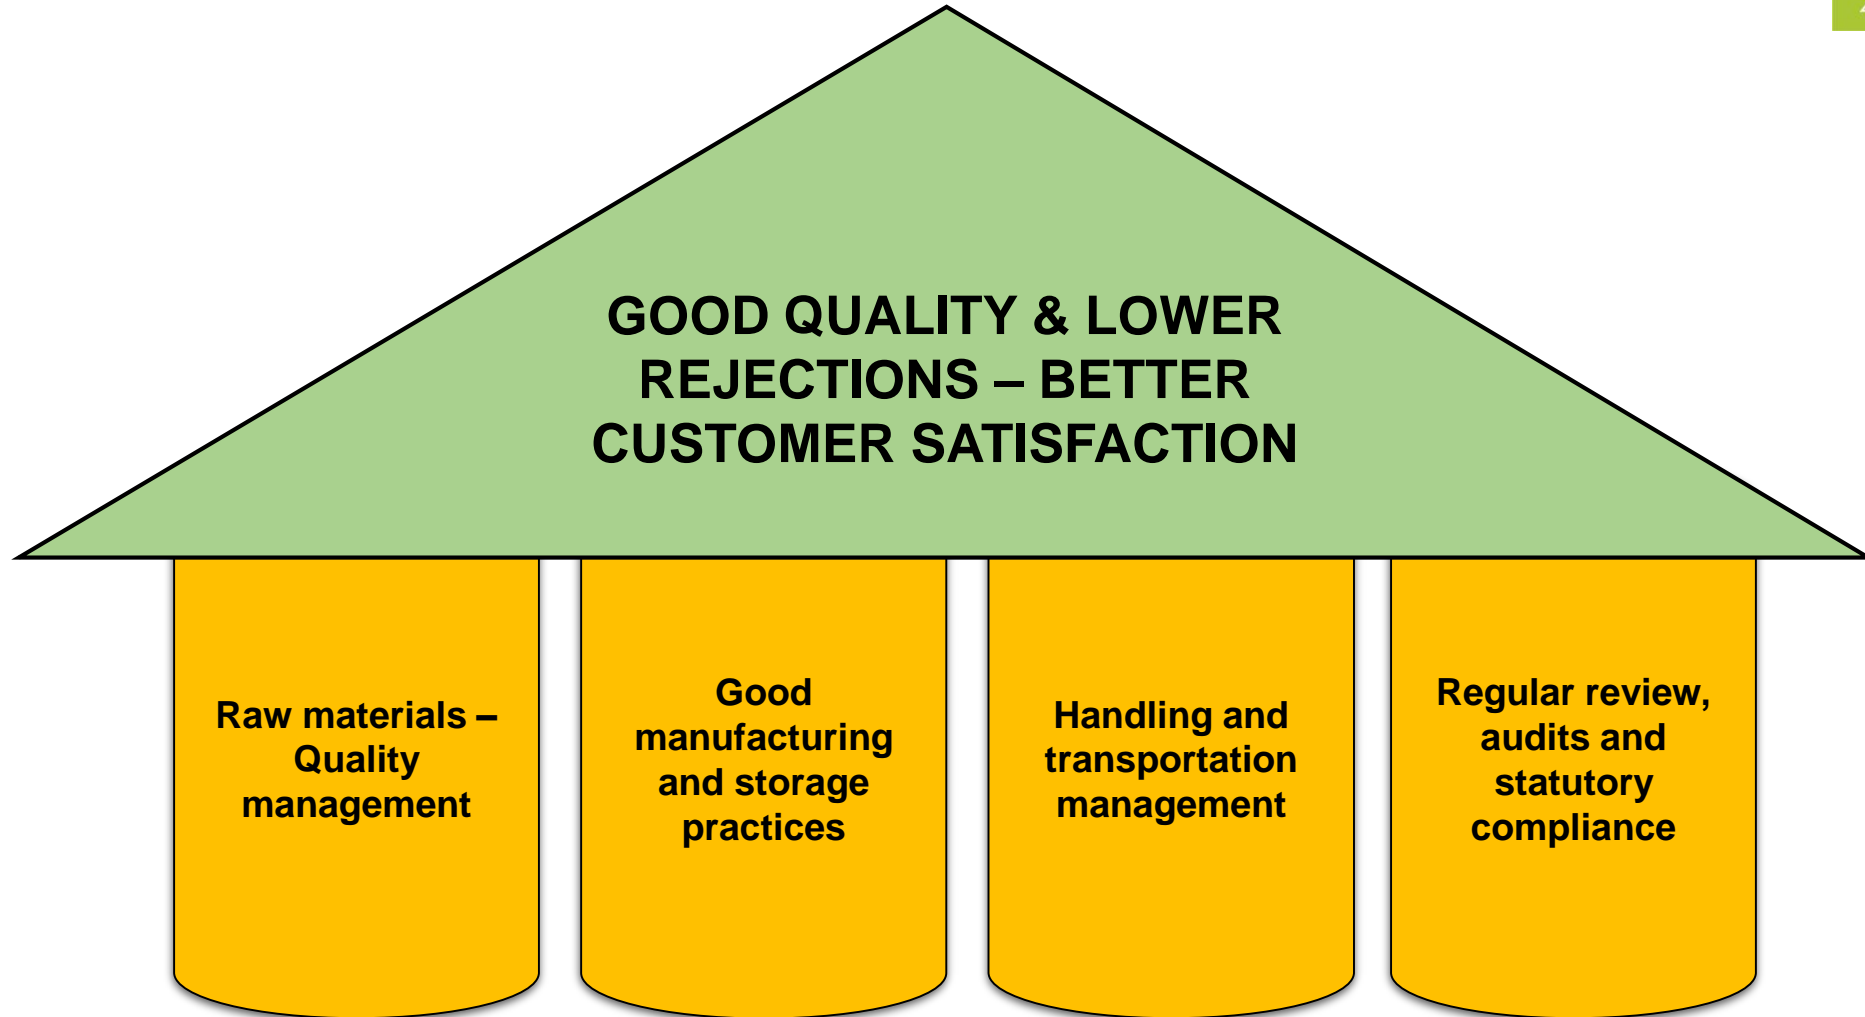 GOOD QUALITY & LOWER
REJECTIONS – BETTER
CUSTOMER SATISFACTION
Raw materials –
Quality
management
Good
manufacturing
and storage
practices
Handling and
transportation
management
Regular review,
audits and
statutory
compliance